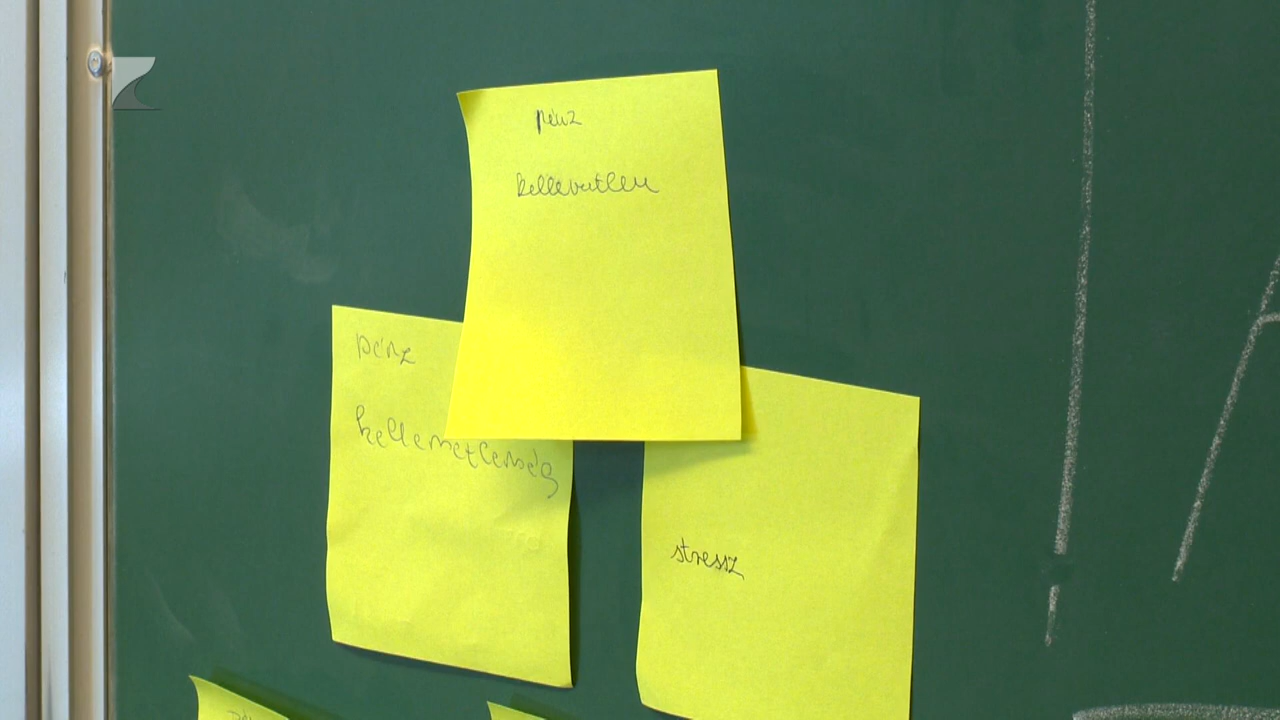 pénz
kellemetlen
pénz
kellemetlenség
stressz